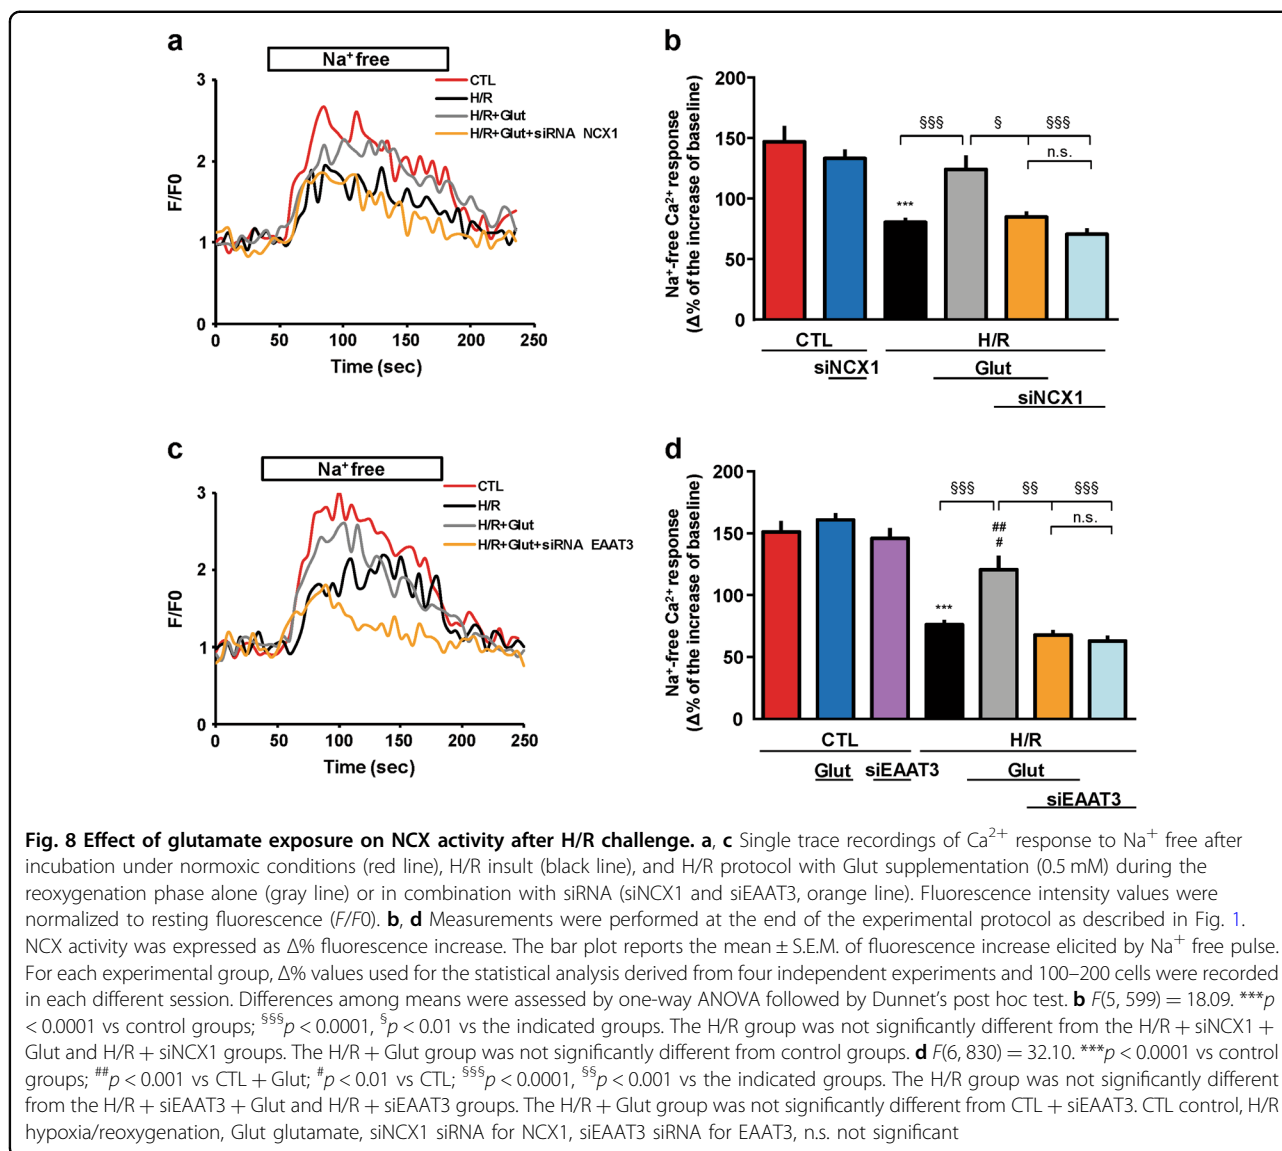 a
Na⁺ free
CTL
H/R
H/R+Glut
H/R+Glut+siRNA NCX1
3
2
1
0
F/F0
0 50 100 150 200 250
Time (sec)
b
Na⁺-free Ca²⁺ response
(Δ% of the increase of baseline)
200
150
100
50
0
***
§§§
§
§§§
n.s.
CTL
H/R
siNCX1
Glut
siNCX1
c
Na⁺ free
CTL
H/R
H/R+Glut
H/R+Glut+siRNA EAAT3
3
2
1
0
F/F0
0 50 100 150 200 250
Time (sec)
d
Na⁺-free Ca²⁺ response
(Δ% of the increase of baseline)
200
150
100
50
0
***
§§§
##
#
§§
§§§
n.s.
CTL
H/R
Glut siEAAT3
Glut
siEAAT3
Fig. 8 Effect of glutamate exposure on NCX activity after H/R challenge. a, c Single trace recordings of Ca²⁺ response to Na⁺ free after
incubation under normoxic conditions (red line), H/R insult (black line), and H/R protocol with Glut supplementation (0.5 mM) during the
reoxygenation phase alone (gray line) or in combination with siRNA (siNCX1 and siEAAT3, orange line). Fluorescence intensity values were
normalized to resting fluorescence (F/F0). b, d Measurements were performed at the end of the experimental protocol as described in Fig. 1.
NCX activity was expressed as Δ% fluorescence increase. The bar plot reports the mean ± S.E.M. of fluorescence increase elicited by Na⁺ free pulse.
For each experimental group, Δ% values used for the statistical analysis derived from four independent experiments and 100–200 cells were recorded
in each different session. Differences among means were assessed by one-way ANOVA followed by Dunnet's post hoc test. b F(5, 599) = 18.09. ***p
< 0.0001 vs control groups; §§§p < 0.0001, §p < 0.01 vs the indicated groups. The H/R group was not significantly different from the H/R + siNCX1 +
Glut and H/R + siNCX1 groups. The H/R + Glut group was not significantly different from control groups. d F(6, 830) = 32.10. ***p < 0.0001 vs control
groups; ##p < 0.001 vs CTL + Glut; #p < 0.01 vs CTL; §§§p < 0.0001, §§p < 0.001 vs the indicated groups. The H/R group was not significantly different
from the H/R + siEAAT3 + Glut and H/R + siEAAT3 groups. The H/R + Glut group was not significantly different from CTL + siEAAT3. CTL control, H/R
hypoxia/reoxygenation, Glut glutamate, siNCX1 siRNA for NCX1, siEAAT3 siRNA for EAAT3, n.s. not significant